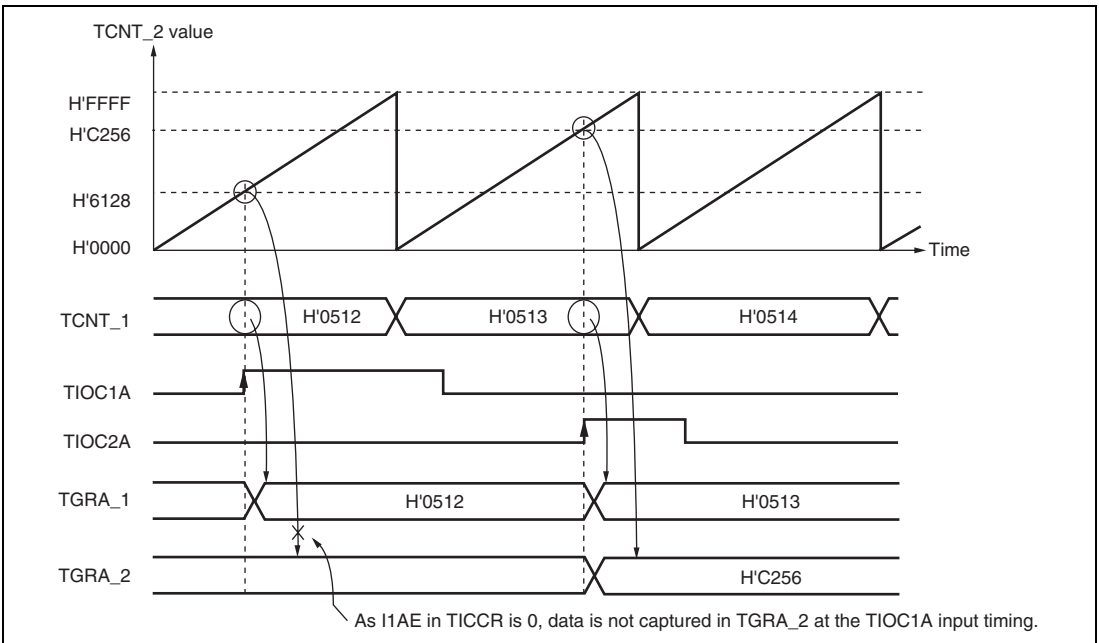 TCNT_2 value
H'FFFF
H'C256
H'6128
H'0000
Time
TCNT_1
H'0512
H'0513
H'0514
TIOC1A
TIOC2A
TGRA_1
H'0512
H'0513
TGRA_2
H'C256
As I1AE in TICCR is 0, data is not captured in TGRA_2 at the TIOC1A input timing.